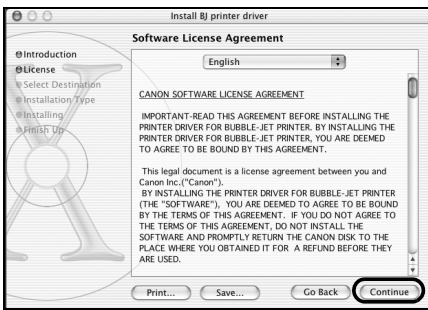 Install BJ printer driver
Software License Agreement
Introduction
License
Select Destination
Installation Type
Installing
Finish Up
English
CANON SOFTWARE LICENSE AGREEMENT
IMPORTANT-READ THIS AGREEMENT BEFORE INSTALLING THE
PRINTER DRIVER FOR BUBBLE-JET PRINTER. BY INSTALLING THE
PRINTER DRIVER FOR BUBBLE-JET PRINTER, YOU ARE DEEMED
TO AGREE TO BE BOUND BY THIS AGREEMENT.
This legal document is a license agreement between you and
Canon Inc.("Canon").
BY INSTALLING THE PRINTER DRIVER FOR BUBBLE-JET PRINTER
(THE "SOFTWARE"), YOU ARE DEEMED TO AGREE TO BE BOUND
BY THE TERMS OF THIS AGREEMENT. IF YOU DO NOT AGREE TO
THE TERMS OF THIS AGREEMENT, DO NOT INSTALL THE
SOFTWARE AND PROMPTLY RETURN THE CANON DISK TO THE
PLACE WHERE YOU OBTAINED IT FOR A REFUND BEFORE THEY
ARE USED.
Print... Save... Go Back Continue